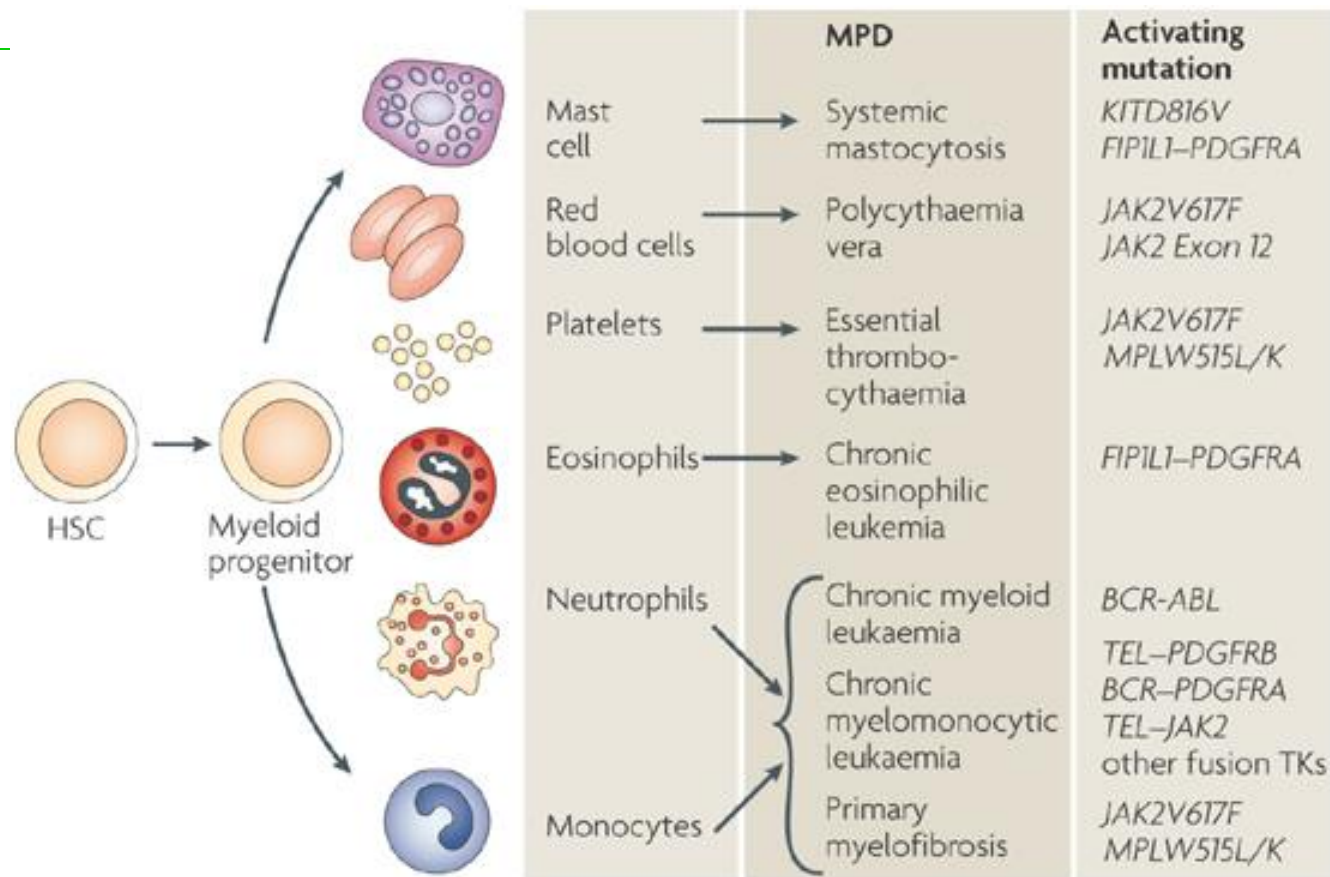 MPD
Activating
mutation
Mast
cell
Systemic
mastocytosis
KITD816V
FIP1L1–PDGFRA
Red
blood cells
Polycythaemia
vera
JAK2V617F
JAK2 Exon 12
Platelets
Essential
thrombo-
cythaemia
JAK2V617F
MPLW515L/K
Eosinophils
Chronic
eosinophilic
leukemia
FIP1L1–PDGFRA
HSC
Myeloid
progenitor
Neutrophils
Chronic myeloid
leukaemia
BCR-ABL
Chronic
myelomonocytic
leukaemia
TEL–PDGFRB
BCR–PDGFRA
TEL–JAK2
other fusion TKs
Monocytes
Primary
myelofibrosis
JAK2V617F
MPLW515L/K